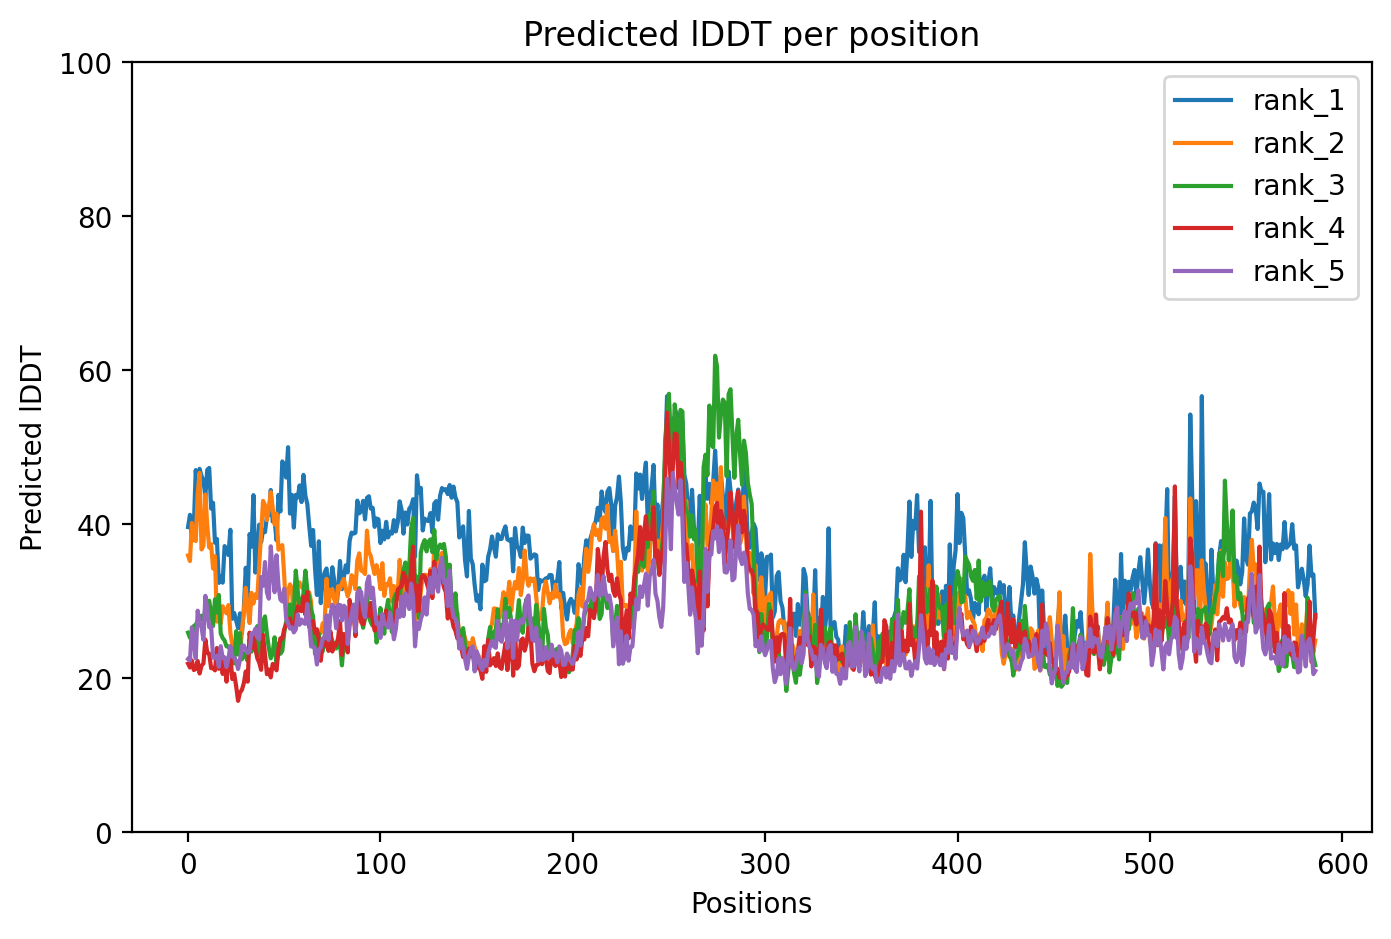 Predicted lDDT per position
100
80
60
40
20
0
Predicted lDDT
0 100 200 300 400 500 600
Positions
rank_1
rank_2
rank_3
rank_4
rank_5